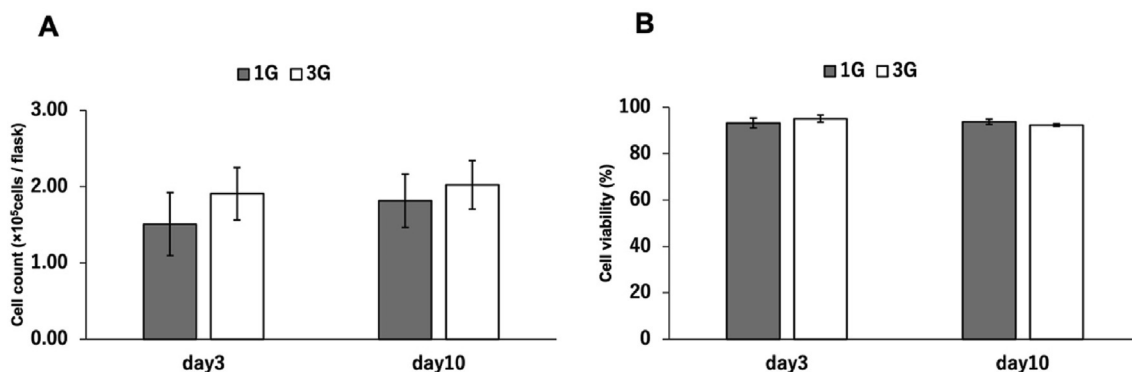 A
1G 3G
Cell count (×10⁵cells / flask)
3.00
2.00
1.00
0.00
day3 day10
B
1G 3G
Cell viability (%)
100
80
60
40
20
0
day3 day10